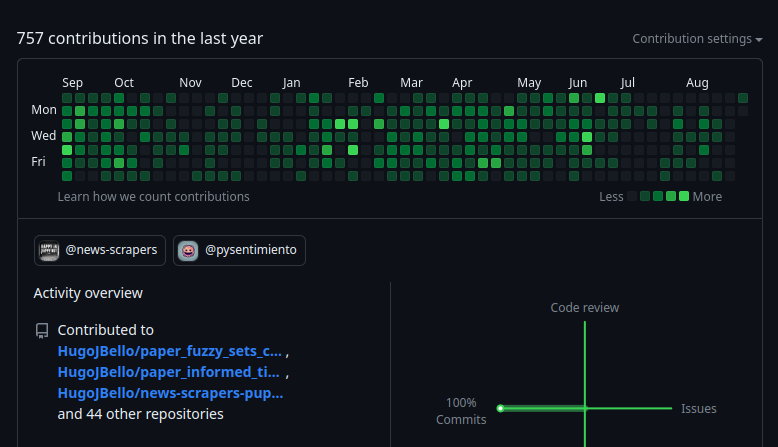 757 contributions in the last year
Contribution settings
Sep Oct Nov Dec Jan Feb Mar Apr May Jun Jul Aug
Mon
Wed
Fri
Learn how we count contributions
Less More
@news-scrapers @pysentimiento
Activity overview
Contributed to
HugoJBello/paper_fuzzy_sets_c... ,
HugoJBello/paper_informed_ti... ,
HugoJBello/news-scrapers-pup...
and 44 other repositories
Code review
100%
Commits
Issues